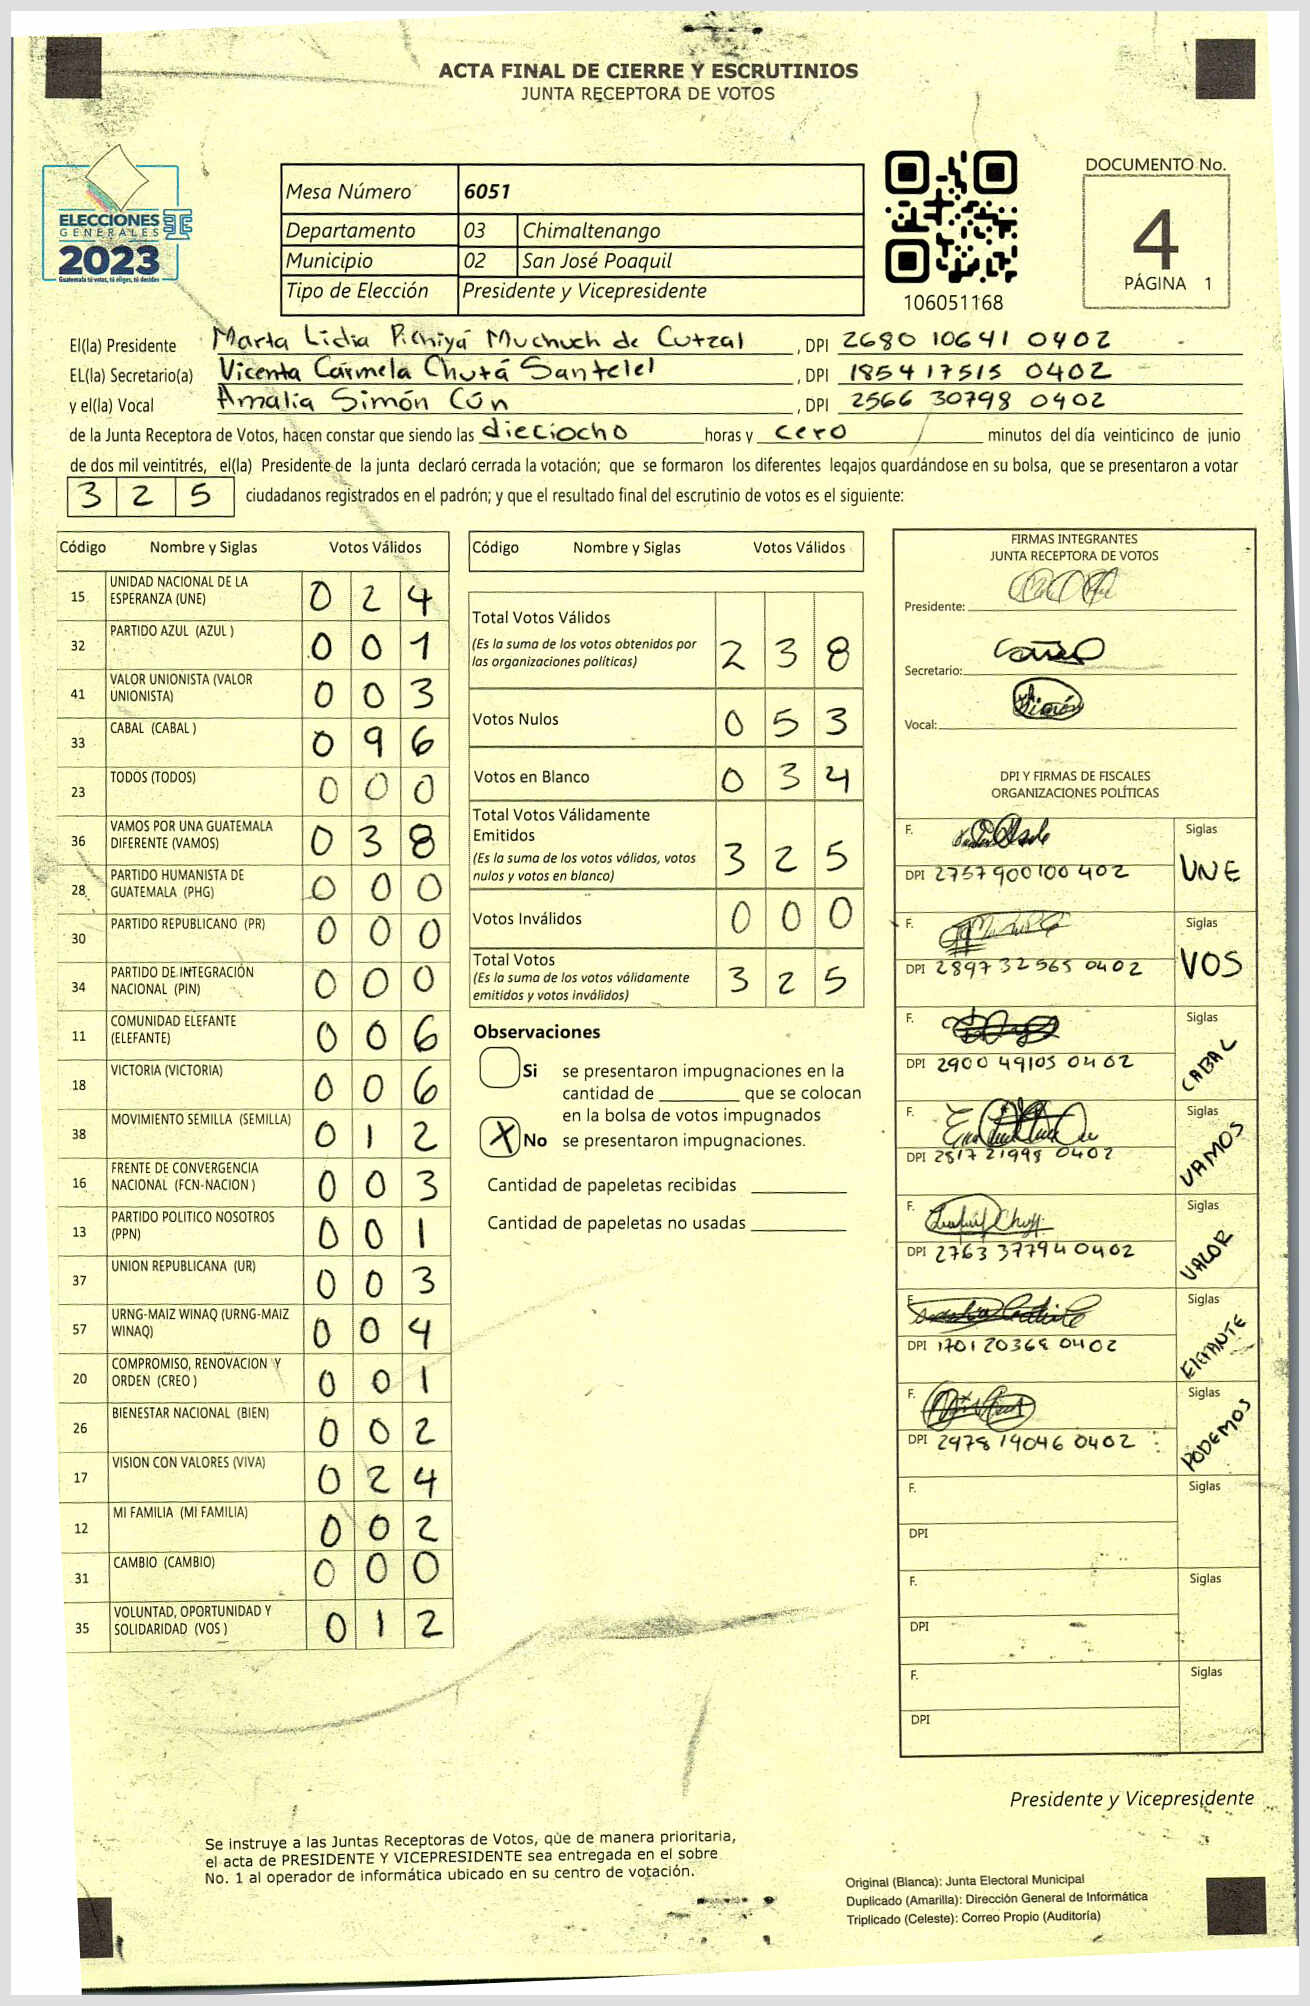 ACTA FINAL DE CIERRE Y ESCRUTINIOS
JUNTA RECEPTORA DE VOTOS
ELECCIONES
GENERALES
2023
Guatemala tú votas, tú eliges, tú decides
Mesa Número 6051
Departamento 03 Chimaltenango
Municipio 02 San José Poaquil
Tipo de Elección Presidente y Vicepresidente
106051168
DOCUMENTO No.
4
PÁGINA 1
El(la) Presidente Marta Lidia Pichiyá Muchuch de Cutzal, DPI 2680 10641 0402
EL(la) Secretario(a) Vicenta Carmela Chutá Santelel, DPI 1854 17515 0402
y el(la) Vocal Amalia Simón Cún, DPI 2566 30798 0402
de la Junta Receptora de Votos, hacen constar que siendo las dieciocho horas y cero minutos del día veinticinco de junio
de dos mil veintitrés, el(la) Presidente de la junta declaró cerrada la votación; que se formaron los diferentes legajos guardándose en su bolsa, que se presentaron a votar
3 2 5 ciudadanos registrados en el padrón; y que el resultado final del escrutinio de votos es el siguiente:
Código Nombre y Siglas Votos Válidos
15 UNIDAD NACIONAL DE LA ESPERANZA (UNE) 0 2 4
32 PARTIDO AZUL (AZUL ) 0 0 1
41 VALOR UNIONISTA (VALOR UNIONISTA) 0 0 3
33 CABAL (CABAL ) 0 9 6
23 TODOS (TODOS) 0 0 0
36 VAMOS POR UNA GUATEMALA DIFERENTE (VAMOS) 0 3 8
28 PARTIDO HUMANISTA DE GUATEMALA (PHG) 0 0 0
30 PARTIDO REPUBLICANO (PR) 0 0 0
34 PARTIDO DE INTEGRACIÓN NACIONAL (PIN) 0 0 0
11 COMUNIDAD ELEFANTE (ELEFANTE) 0 0 6
18 VICTORIA (VICTORIA) 0 0 6
38 MOVIMIENTO SEMILLA (SEMILLA) 0 1 2
16 FRENTE DE CONVERGENCIA NACIONAL (FCN-NACION ) 0 0 3
13 PARTIDO POLITICO NOSOTROS (PPN) 0 0 1
37 UNION REPUBLICANA (UR) 0 0 3
57 URNG-MAIZ WINAQ (URNG-MAIZ WINAQ) 0 0 4
20 COMPROMISO, RENOVACION Y ORDEN (CREO ) 0 0 1
26 BIENESTAR NACIONAL (BIEN) 0 0 2
17 VISION CON VALORES (VIVA) 0 2 4
12 MI FAMILIA (MI FAMILIA) 0 0 2
31 CAMBIO (CAMBIO) 0 0 0
35 VOLUNTAD, OPORTUNIDAD Y SOLIDARIDAD (VOS ) 0 1 2
Código Nombre y Siglas Votos Válidos
Total Votos Válidos
(Es la suma de los votos obtenidos por
las organizaciones políticas) 2 3 8
Votos Nulos 0 5 3
Votos en Blanco 0 3 4
Total Votos Válidamente
Emitidos
(Es la suma de los votos válidos, votos
nulos y votos en blanco) 3 2 5
Votos Inválidos 0 0 0
Total Votos
(Es la suma de los votos válidamente
emitidos y votos inválidos) 3 2 5
Observaciones
Si se presentaron impugnaciones en la
cantidad de ________ que se colocan
en la bolsa de votos impugnados
X No se presentaron impugnaciones.
Cantidad de papeletas recibidas
Cantidad de papeletas no usadas
FIRMAS INTEGRANTES
JUNTA RECEPTORA DE VOTOS
Presidente:
Secretario:
Vocal: Simón
DPI Y FIRMAS DE FISCALES
ORGANIZACIONES POLÍTICAS
F. Siglas
DPI 2757 90010 0402 UNE
F. Siglas
DPI 2897 32565 0402 VOS
F. Siglas
DPI 2900 49105 0402 CABAL
F. Siglas
DPI 2817 21998 0402 VAMOS
F. Siglas
DPI 2763 37794 0402 VALOR
F. Siglas
DPI 1701 20368 0402 ElEFANTE
F. Siglas
DPI 2978 19046 0402 PODEMOS
F. Siglas
DPI
F. Siglas
DPI
F. Siglas
DPI
Presidente y Vicepresidente
Se instruye a las Juntas Receptoras de Votos, que de manera prioritaria,
el acta de PRESIDENTE Y VICEPRESIDENTE sea entregada en el sobre
No. 1 al operador de informática ubicado en su centro de votación.
Original (Blanca): Junta Electoral Municipal
Duplicado (Amarilla): Dirección General de Informática
Triplicado (Celeste): Correo Propio (Auditoría)